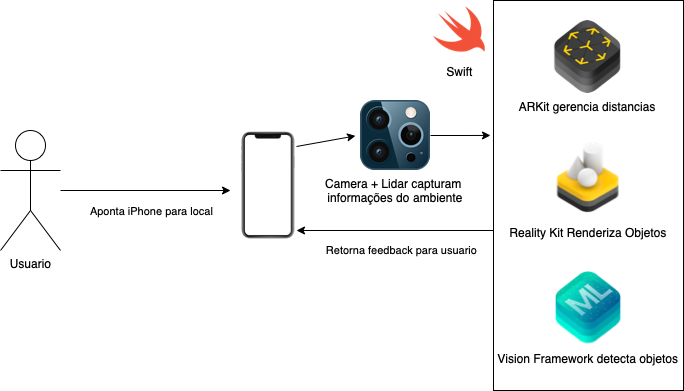 Swift
ARKit gerencia distancias
Camera + Lidar capturam
informações do ambiente
Aponta iPhone para local
Reality Kit Renderiza Objetos
Retorna feedback para usuario
Usuario
ML
Vision Framework detecta objetos